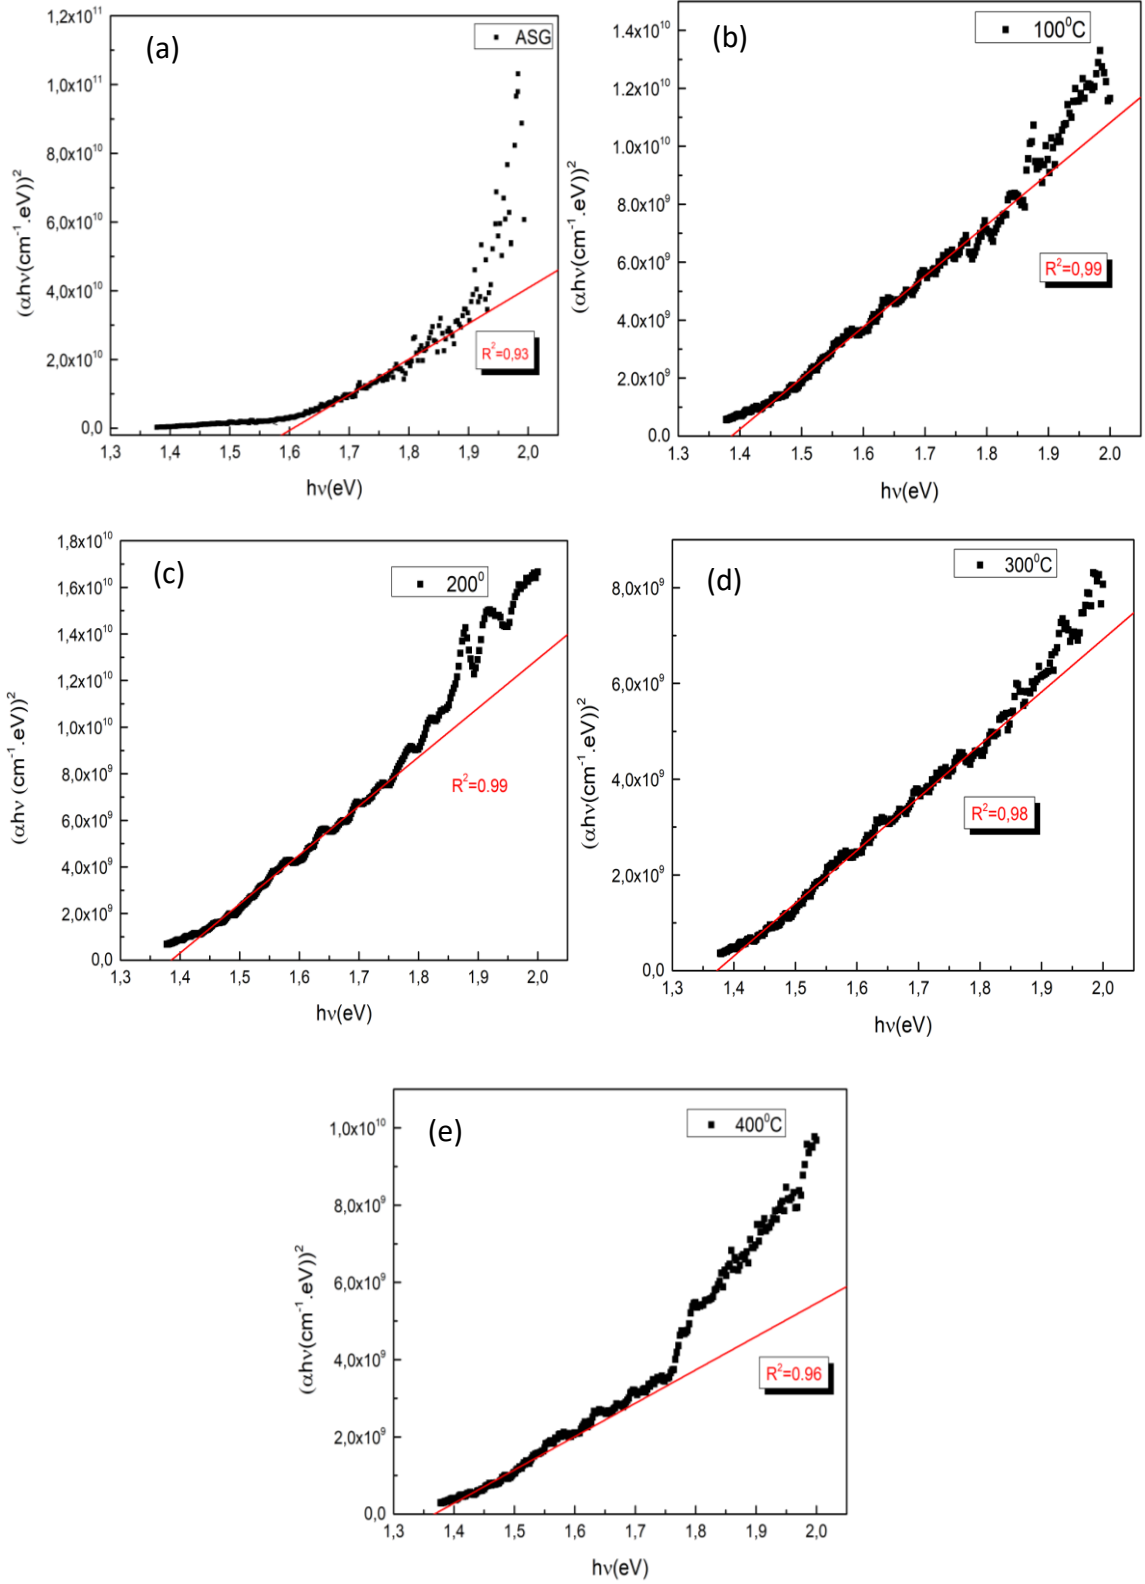 (a)
ASG
1,2x10¹¹
1,0x10¹¹
8,0x10¹⁰
6,0x10¹⁰
4,0x10¹⁰
2,0x10¹⁰
0,0
((αhν(cm⁻¹.eV))²
R²=0,93
1,3 1,4 1,5 1,6 1,7 1,8 1,9 2,0
hν(eV)
(b)
100⁰C
1.4x10¹⁰
1.2x10¹⁰
1.0x10¹⁰
8.0x10⁹
6.0x10⁹
4.0x10⁹
2.0x10⁹
0.0
((αhν(cm⁻¹.eV))²
R²=0,99
1.3 1.4 1.5 1.6 1.7 1.8 1.9 2.0
hν(eV)
(c)
200⁰
1,8x10¹⁰
1,6x10¹⁰
1,4x10¹⁰
1,2x10¹⁰
1,0x10¹⁰
8,0x10⁹
6,0x10⁹
4,0x10⁹
2,0x10⁹
0,0
((αhν (cm⁻¹.eV))²
R²=0.99
1,3 1,4 1,5 1,6 1,7 1,8 1,9 2,0
hν(eV)
(d)
300⁰C
8,0x10⁹
6,0x10⁹
4,0x10⁹
2,0x10⁹
0,0
((αhν(cm⁻¹.eV))²
R²=0,98
1,3 1,4 1,5 1,6 1,7 1,8 1,9 2,0
hν(eV)
(e)
400⁰C
1,0x10¹⁰
8,0x10⁹
6,0x10⁹
4,0x10⁹
2,0x10⁹
0,0
((αhν(cm⁻¹.eV))²
R²=0.96
1,3 1,4 1,5 1,6 1,7 1,8 1,9 2,0
hν(eV)